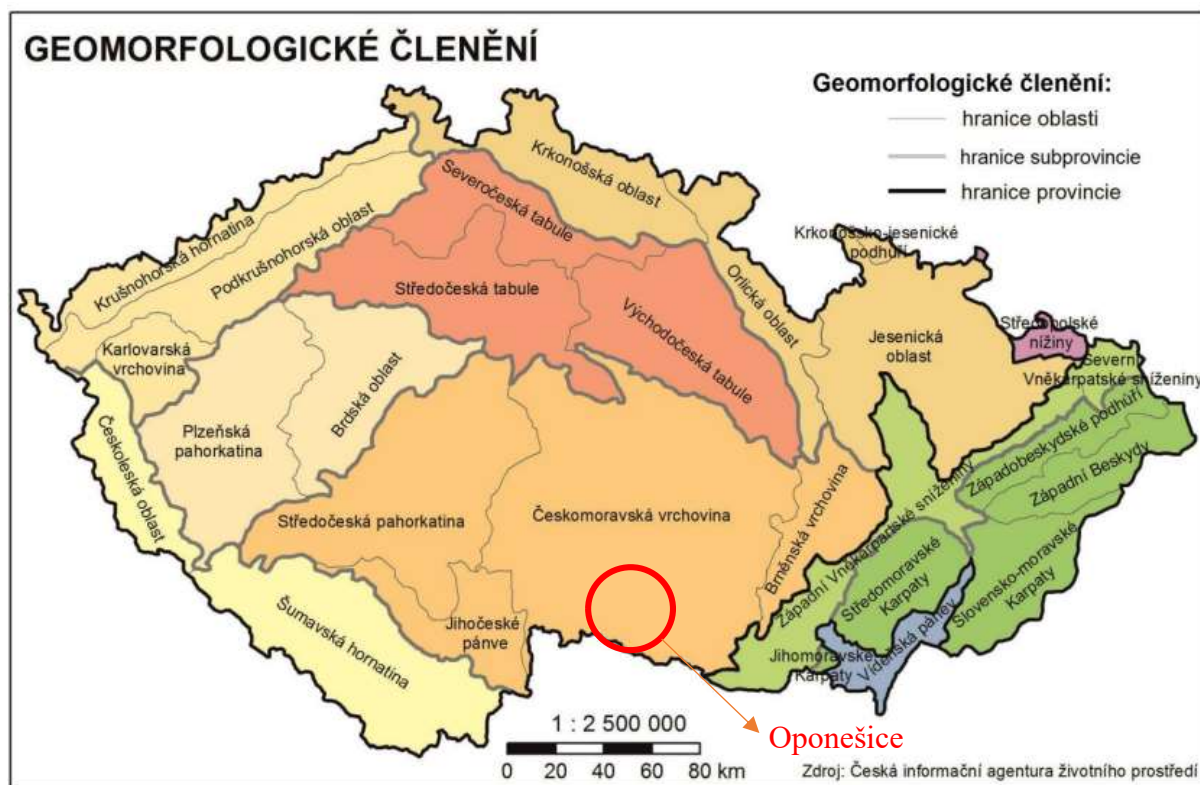 GEOMORFOLOGICKÉ ČLENĚNÍ
Geomorfologické členění:
hranice oblasti
hranice subprovincie
hranice provincie
Krkonošská oblast
Severočeská tabule
Krušnohorská hornatina
Podkrušnohorská oblast
Krkonošsko-jesenické
podhůří
Středočeská tabule
Orlická oblast
Východočeská tabule
Jesenická
oblast
Středopolské
nížiny
Severní
Vněkarpatské sníženiny
Karlovarská
vrchovina
Brdská oblast
Plzeňská
pahorkatina
Českoleská oblast
Západobeskydské podhůří
Západní Beskydy
Středočeská pahorkatina
Českomoravská vrchovina
Brněnská vrchovina
Západní Vněkarpatské sníženiny
Středomoravské
Karpaty
Slovensko-moravské
Karpaty
Šumavská hornatina
Jihočeské
pánve
Jihomoravské
Karpaty
Vídeňská pánev
1 : 2 500 000
0 20 40 60 80 km
Oponešice
Zdroj: Česká informační agentura životního prostředí